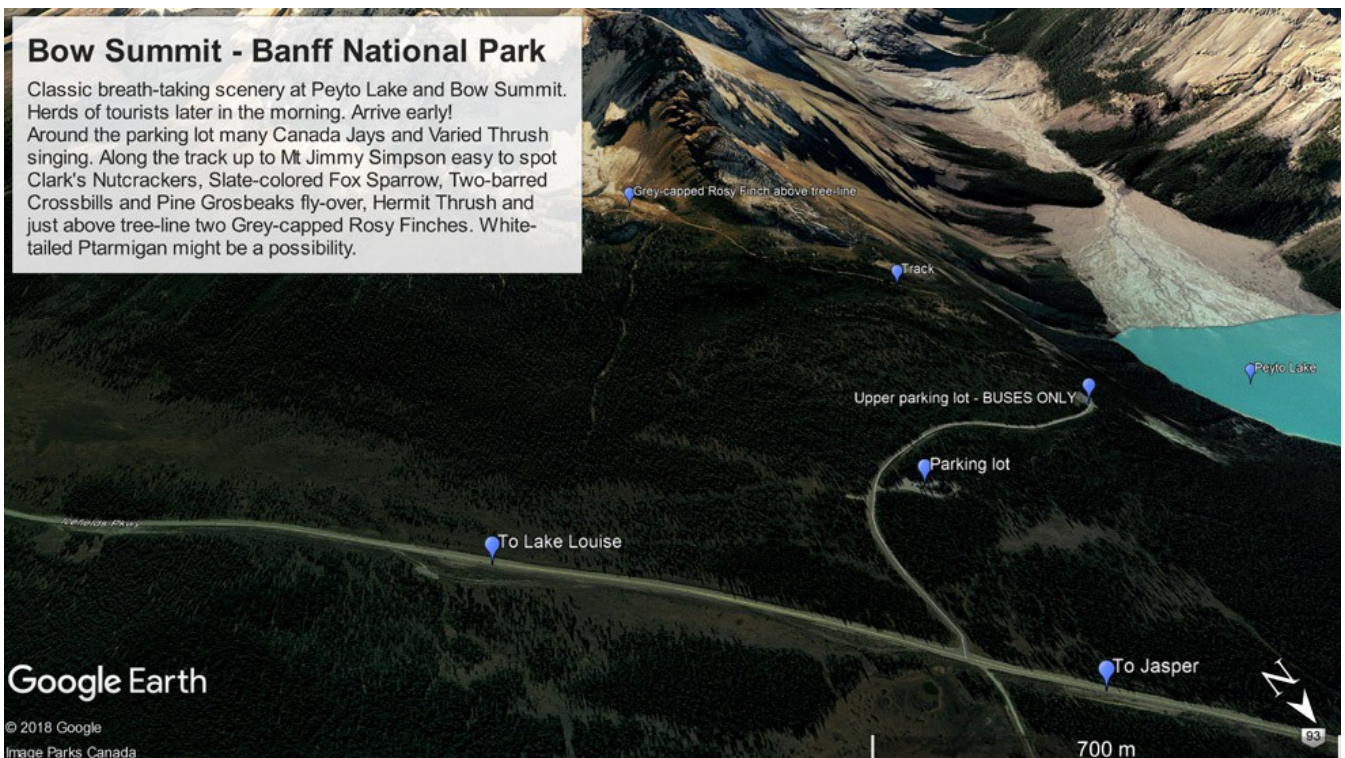 Bow Summit - Banff National Park
Classic breath-taking scenery at Peyto Lake and Bow Summit.
Herds of tourists later in the morning. Arrive early!
Around the parking lot many Canada Jays and Varied Thrush
singing. Along the track up to Mt Jimmy Simpson easy to spot
Clark's Nutcrackers, Slate-colored Fox Sparrow, Two-barred
Crossbills and Pine Grosbeaks fly-over, Hermit Thrush and
just above tree-line two Grey-capped Rosy Finches. White-
tailed Ptarmigan might be a possibility.
Grey-capped Rosy Finch above tree-line
Track
Peyto Lake
Upper parking lot - BUSES ONLY
Parking lot
Icefields Pkwy
To Lake Louise
To Jasper
Google Earth
N
© 2018 Google
93
Image Parks Canada
700 m